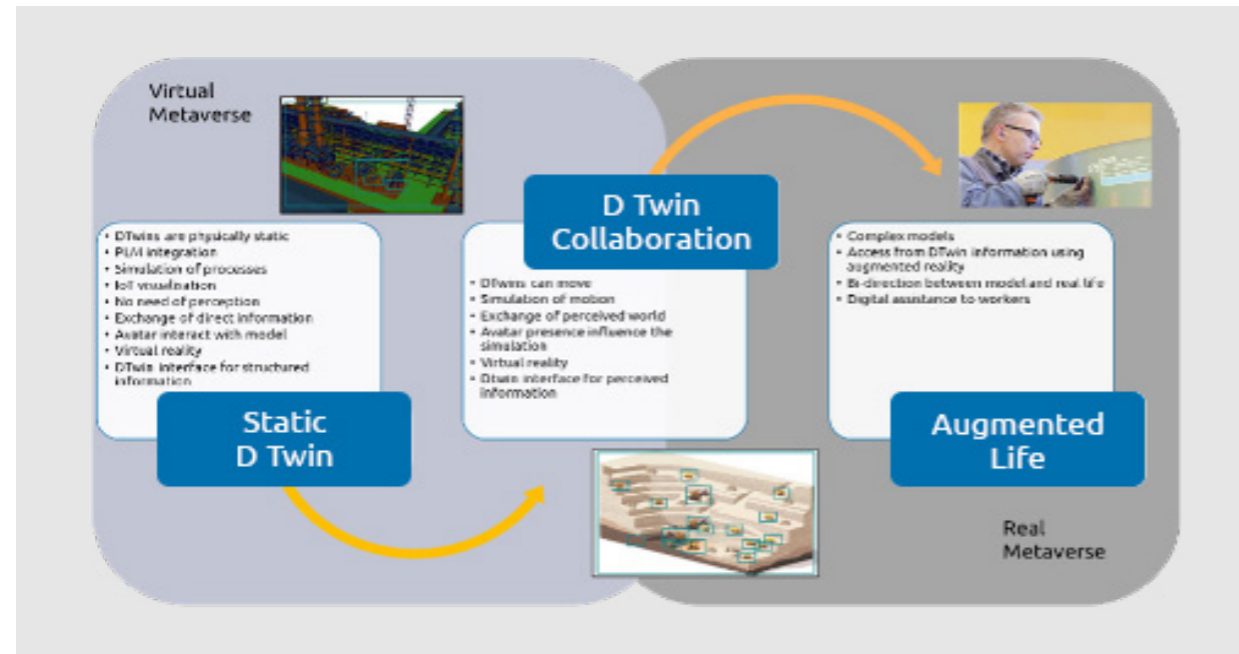 Virtual
Metaverse
• DTwins are physically static
• PLM integration
• Simulation of processes
• IoT visualisation
• No need of perception
• Exchange of direct information
• Avatar interact with model
• Virtual reality
• DTwin interface for structured
information
Static
D Twin
D Twin
Collaboration
• DTwins can move
• Simulation of motion
• Exchange of perceived world
• Avatar presence influence the
simulation
• Virtual reality
• Dtwin interface for perceived
information
• Complex models
• Access from DTwin information using
augmented reality
• Bi-direction between model and real life
• Digital assistance to workers
Augmented
Life
Real
Metaverse